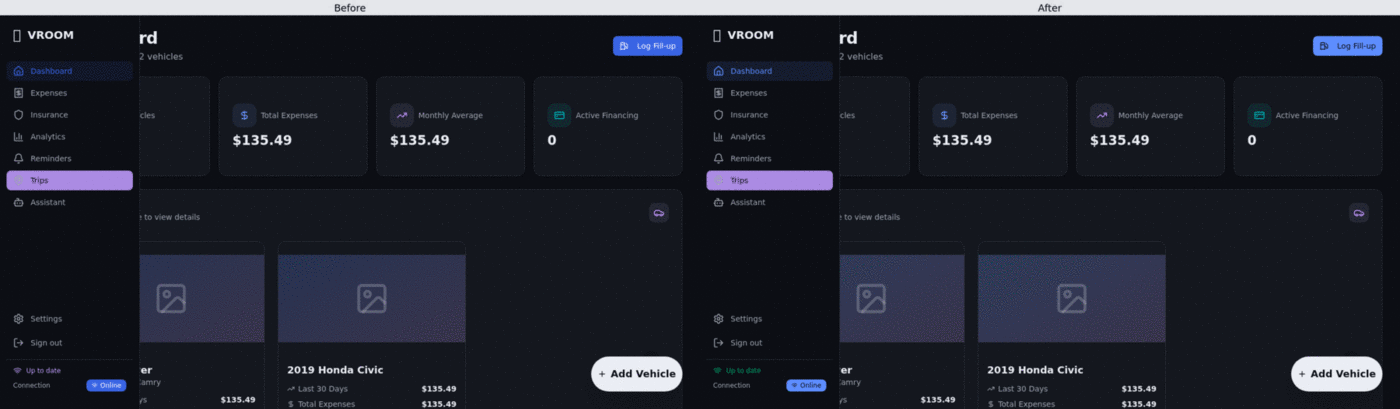 Before
After
VROOM
Dashboard
Expenses
Insurance
Analytics
Reminders
Trips
Assistant
Settings
Sign out
Up to date
Connection
Online
rd
2 vehicles
Log Fill-up
cles
Total Expenses
$135.49
Monthly Average
$135.49
Active Financing
0
e to view details
er
Camry
ys
$135.49
2019 Honda Civic
Last 30 Days
$135.49
Total Expenses
$135.49
+ Add Vehicle
VROOM
Dashboard
Expenses
Insurance
Analytics
Reminders
Trips
Assistant
Settings
Sign out
Up to date
Connection
Online
rd
2 vehicles
Log Fill-up
cles
Total Expenses
$135.49
Monthly Average
$135.49
Active Financing
0
e to view details
er
Camry
ys
$135.49
2019 Honda Civic
Last 30 Days
$135.49
Total Expenses
$135.49
+ Add Vehicle